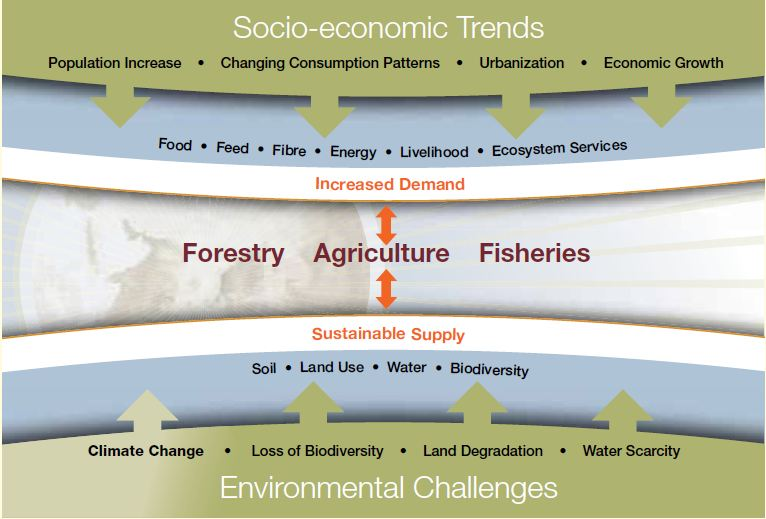 Socio-economic Trends
Population Increase • Changing Consumption Patterns • Urbanization • Economic Growth
Food • Feed • Fibre • Energy • Livelihood • Ecosystem Services
Increased Demand
Forestry Agriculture Fisheries
Sustainable Supply
Soil • Land Use • Water • Biodiversity
Climate Change • Loss of Biodiversity • Land Degradation • Water Scarcity
Environmental Challenges